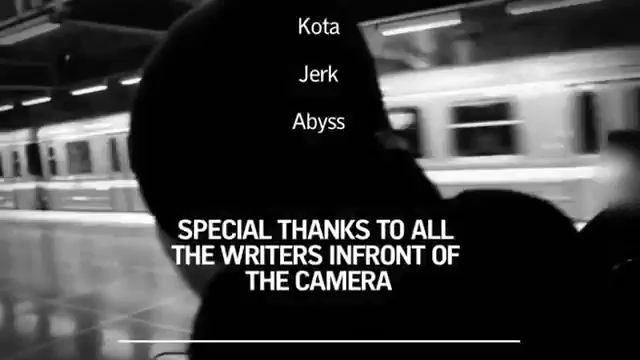 Kota
Jerk
Abyss
SPECIAL THANKS TO ALL
THE WRITERS INFRONT OF
THE CAMERA